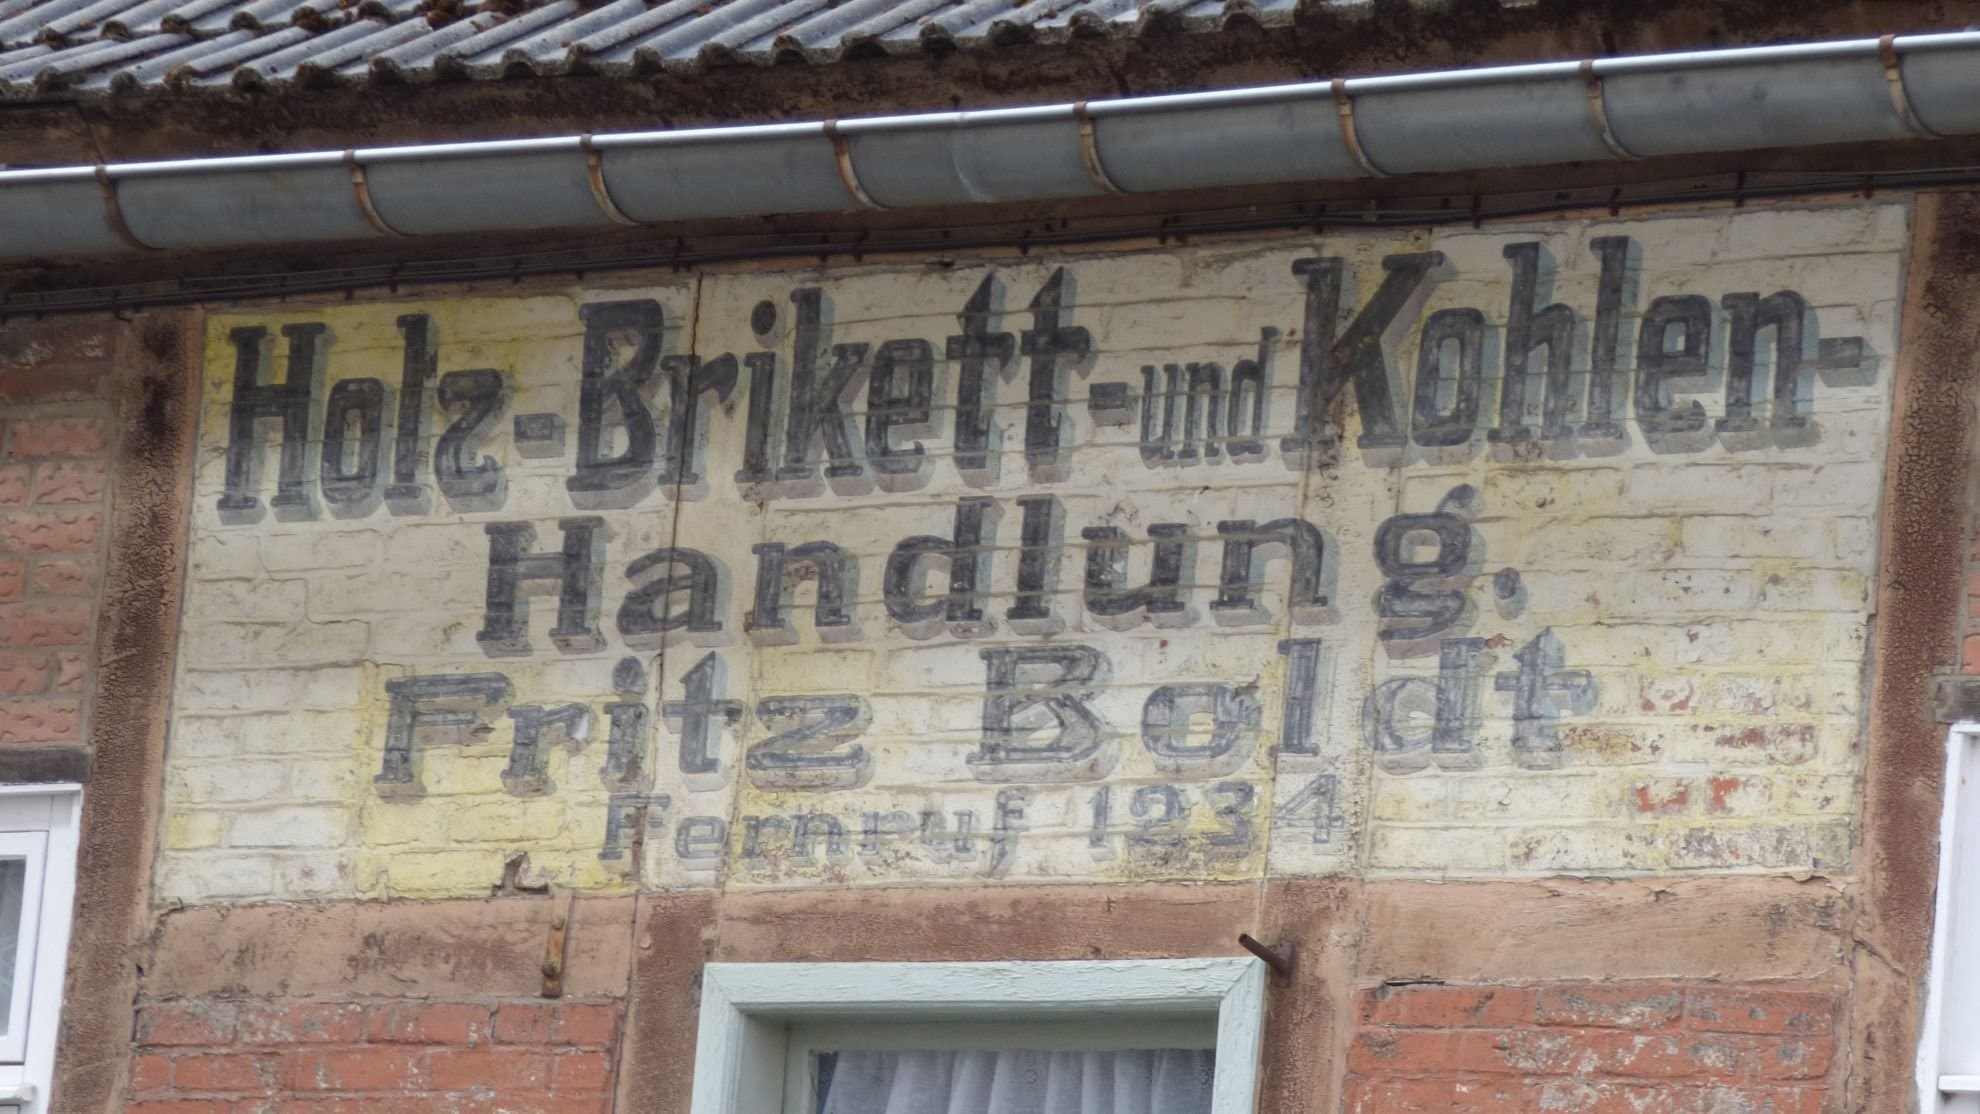 Holz-Brikett-und Kohlen-
Handlung.
Fritz Boldt
Fernruf 1234